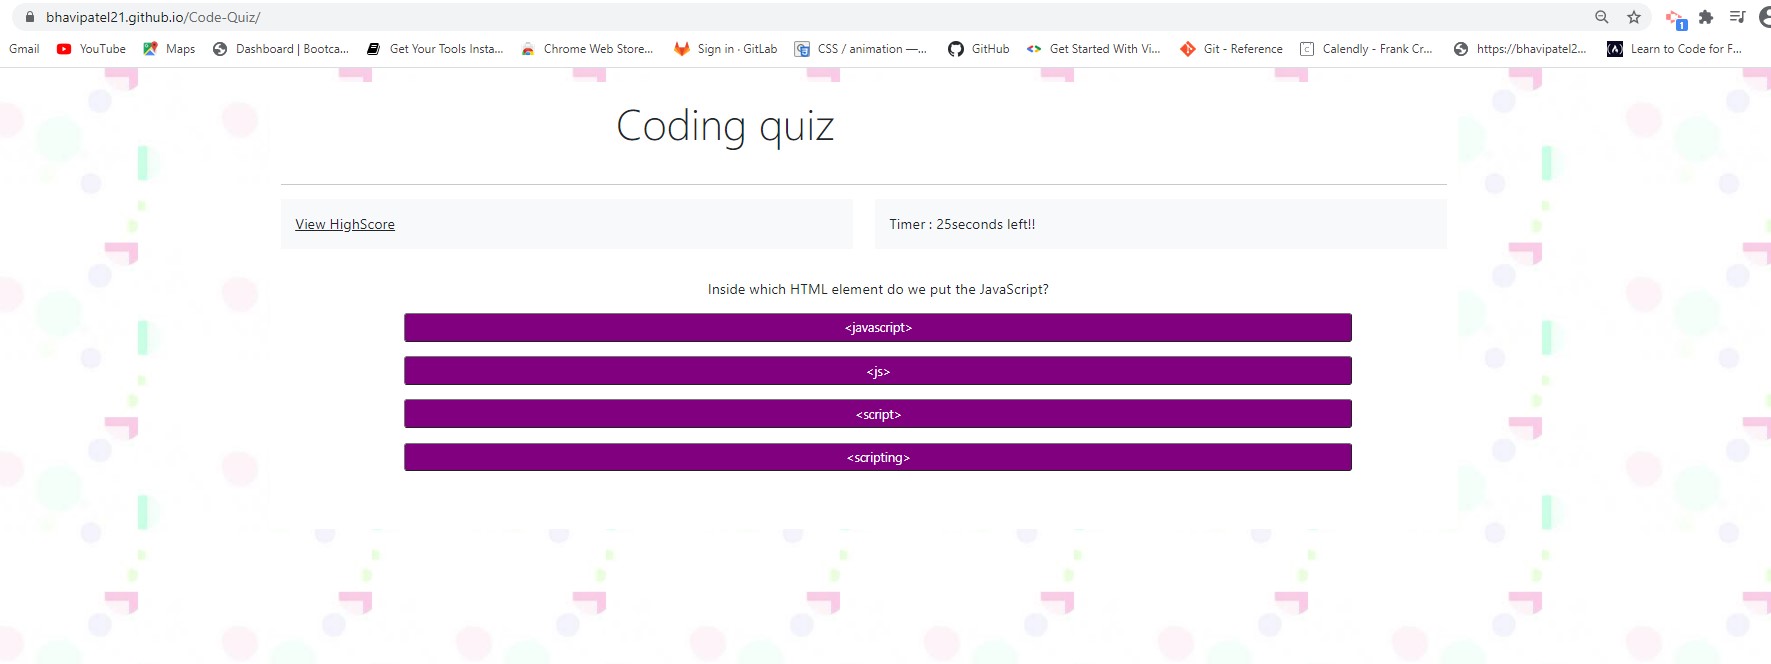 bhavipatel21.github.io/Code-Quiz/
1
Gmail YouTube Maps Dashboard | Bootca... Get Your Tools Insta... Chrome Web Store... Sign in · GitLab CSS / animation —... GitHub Get Started With Vi... Git - Reference C Calendly - Frank Cr... https://bhavipatel2... (A) Learn to Code for F...
Coding quiz
View HighScore Timer : 25seconds left!!
Inside which HTML element do we put the JavaScript?
<javascript>
<js>
<script>
<scripting>